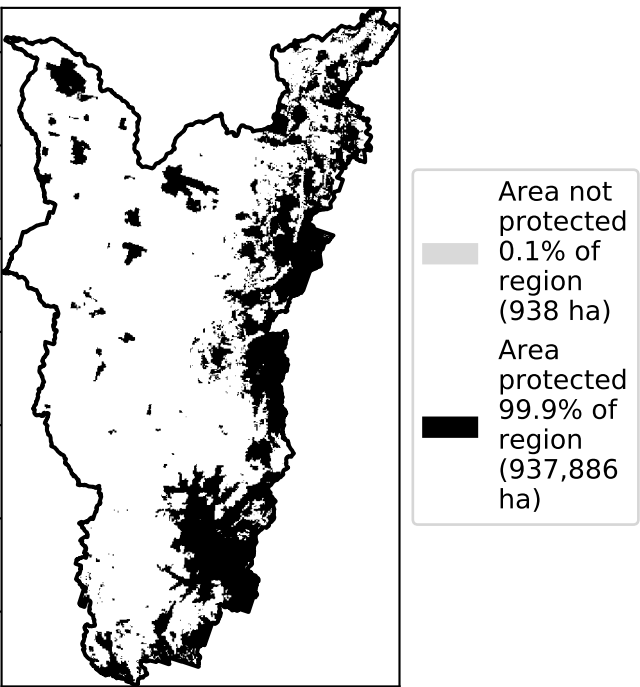 Area not
protected
0.1% of
region
(938 ha)
Area
protected
99.9% of
region
(937,886
ha)